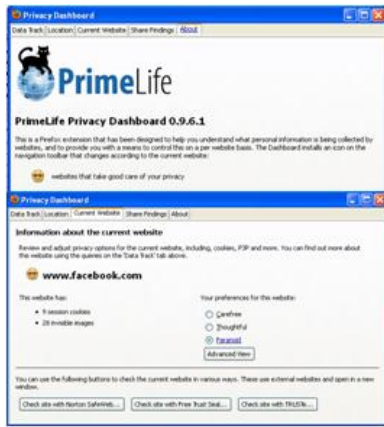 Privacy Dashboard
Data Track Location Current Website Share Findings About
PrimeLife
PrimeLife Privacy Dashboard 0.9.6.1
This is a Firefox extension that has been designed to help you understand what personal information is being collected by
websites, and to provide you with a means to control this on a per website basis. The Dashboard installs an icon on the
navigation toolbar that changes according to the current website:
websites that take good care of your privacy
Privacy Dashboard
Data Track Location Current Website Share Findings About
Information about the current website
Review and adjust privacy options for the current website, including, cookies, P3P and more. You can find out more about
this website using the queries on the 'Data Track' tab above.
www.facebook.com
This website has:
Your preferences for this website:
• 9 session cookies
• 28 invisible images
Carefree
Thoughtful
Paranoid
Advanced View
You can use the following buttons to check the current website in various ways. These use external websites and open in a new
window.
Check site with Norton SafeWeb... Check site with Free Trust Seal... Check site with TRUSTe...